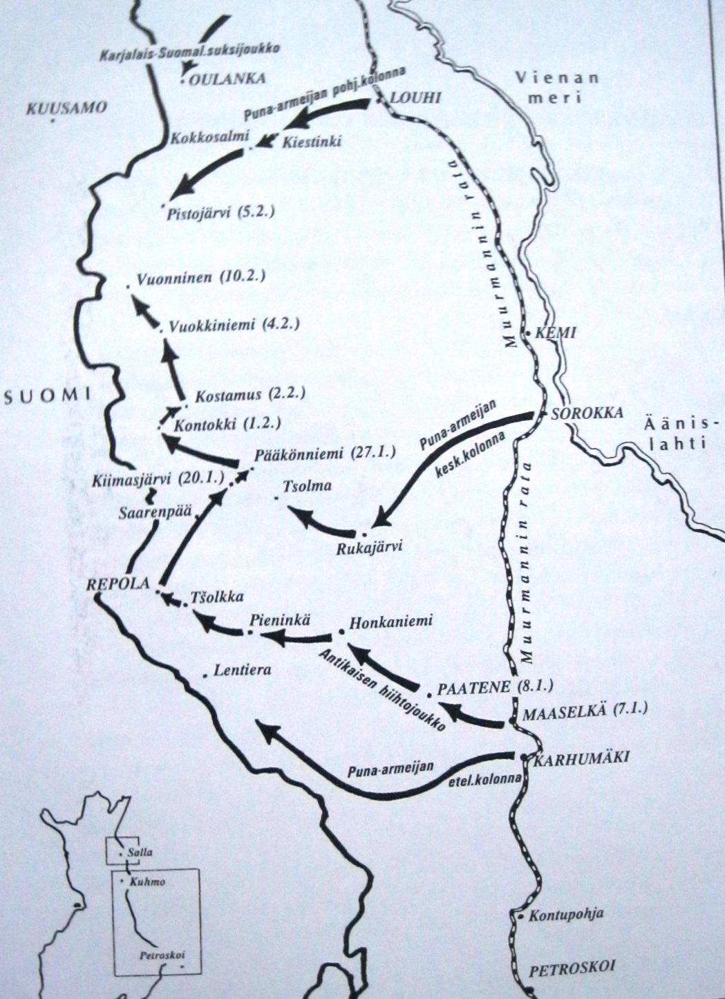 Karjalais-Suomal.suksijoukko
OULANKA
KUUSAMO
Vienan
meri
Puna-armeijan pohj.kolonna
LOUHI
Kokkosalmi
Kiestinki
Muurmannin rata
Pistojärvi (5.2.)
Vuonninen (10.2.)
Vuokkiniemi (4.2.)
KEMI
SUOMI
Kostamus (2.2.)
Kontokki (1.2.)
SOROKKA
Äänis-
lahti
Puna-armeijan
kesk.kolonna
Pääkönniemi (27.1.)
Kiimasjärvi (20.1.)
Tsolma
Saarenpää
Rukajärvi
Muurmannin rata
REPOLA
Tšolkka
Pieninkä
Honkaniemi
Antikaisen hiihtojoukko
Lentiera
PAATENE (8.1.)
MAASELKÄ (7.1.)
KARHUMÄKI
Puna-armeijan
etel.kolonna
Salla
Kuhmo
Petroskoi
Kontupohja
PETROSKOI